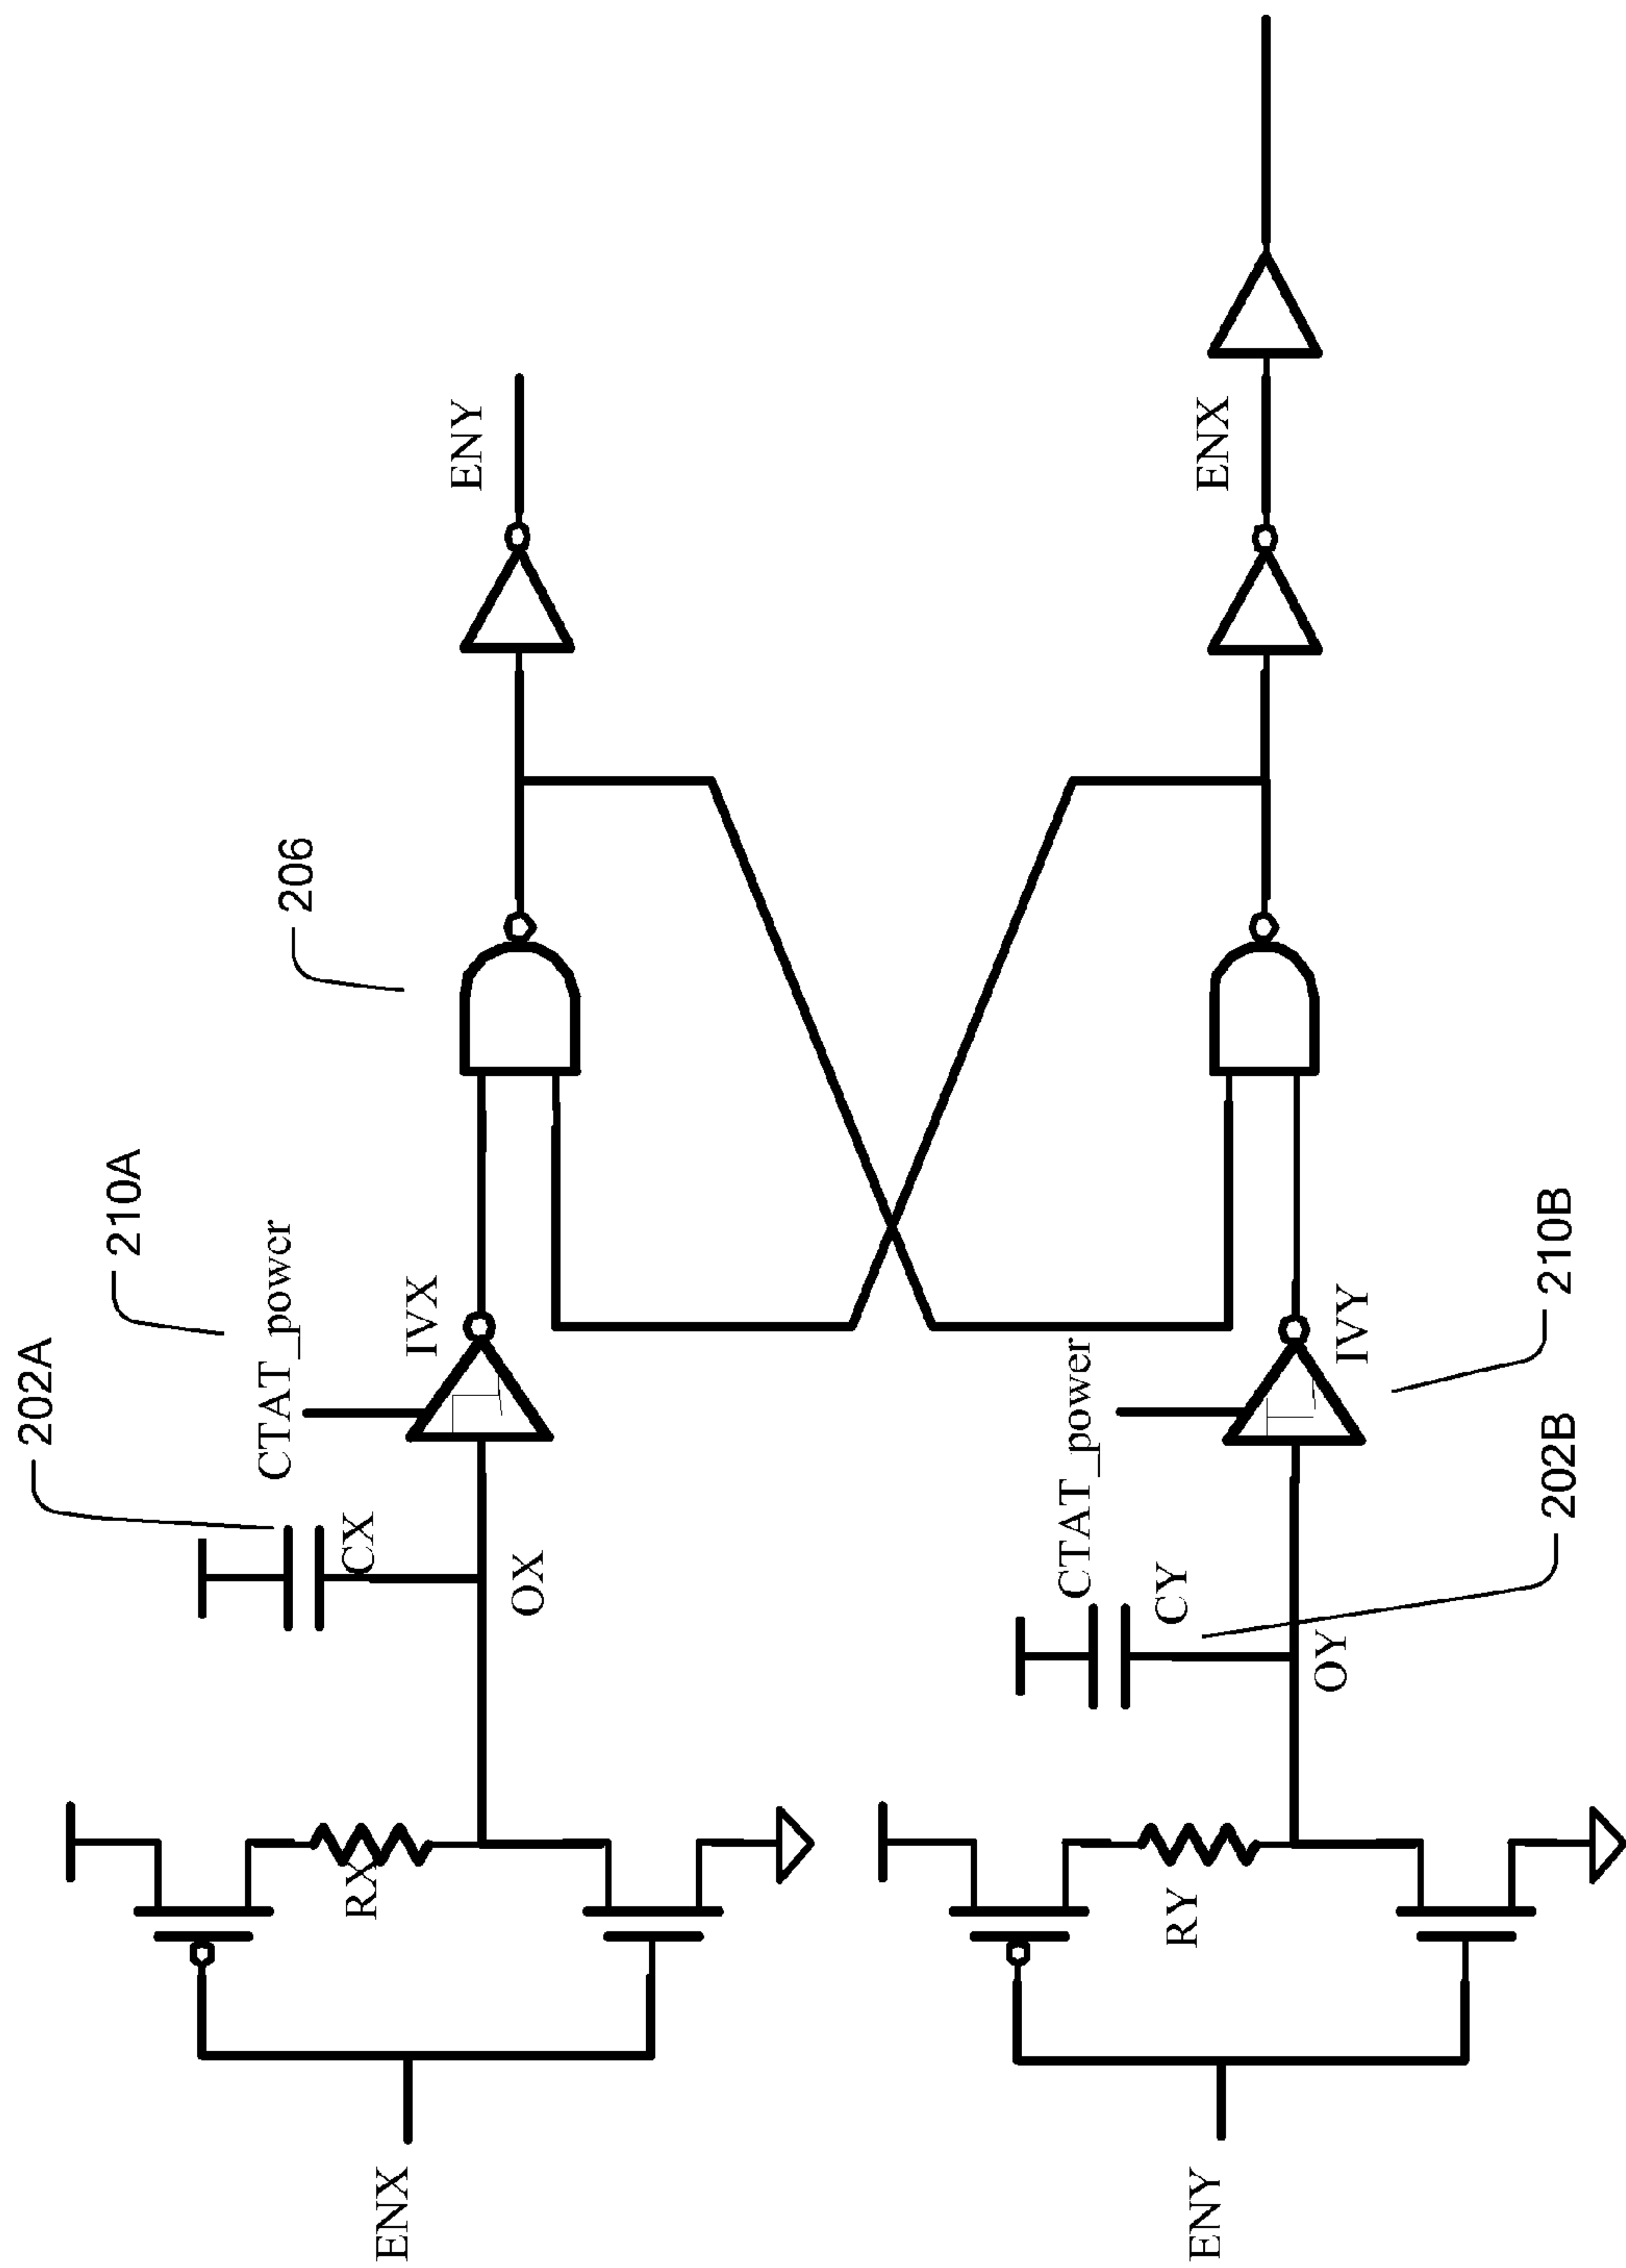 202A
210A
CTAT_power
CX
IVX
OX
RX
ENX
206
ENY
202B
210B
CTAT_power
CY
IVY
OY
RY
ENY
ENX